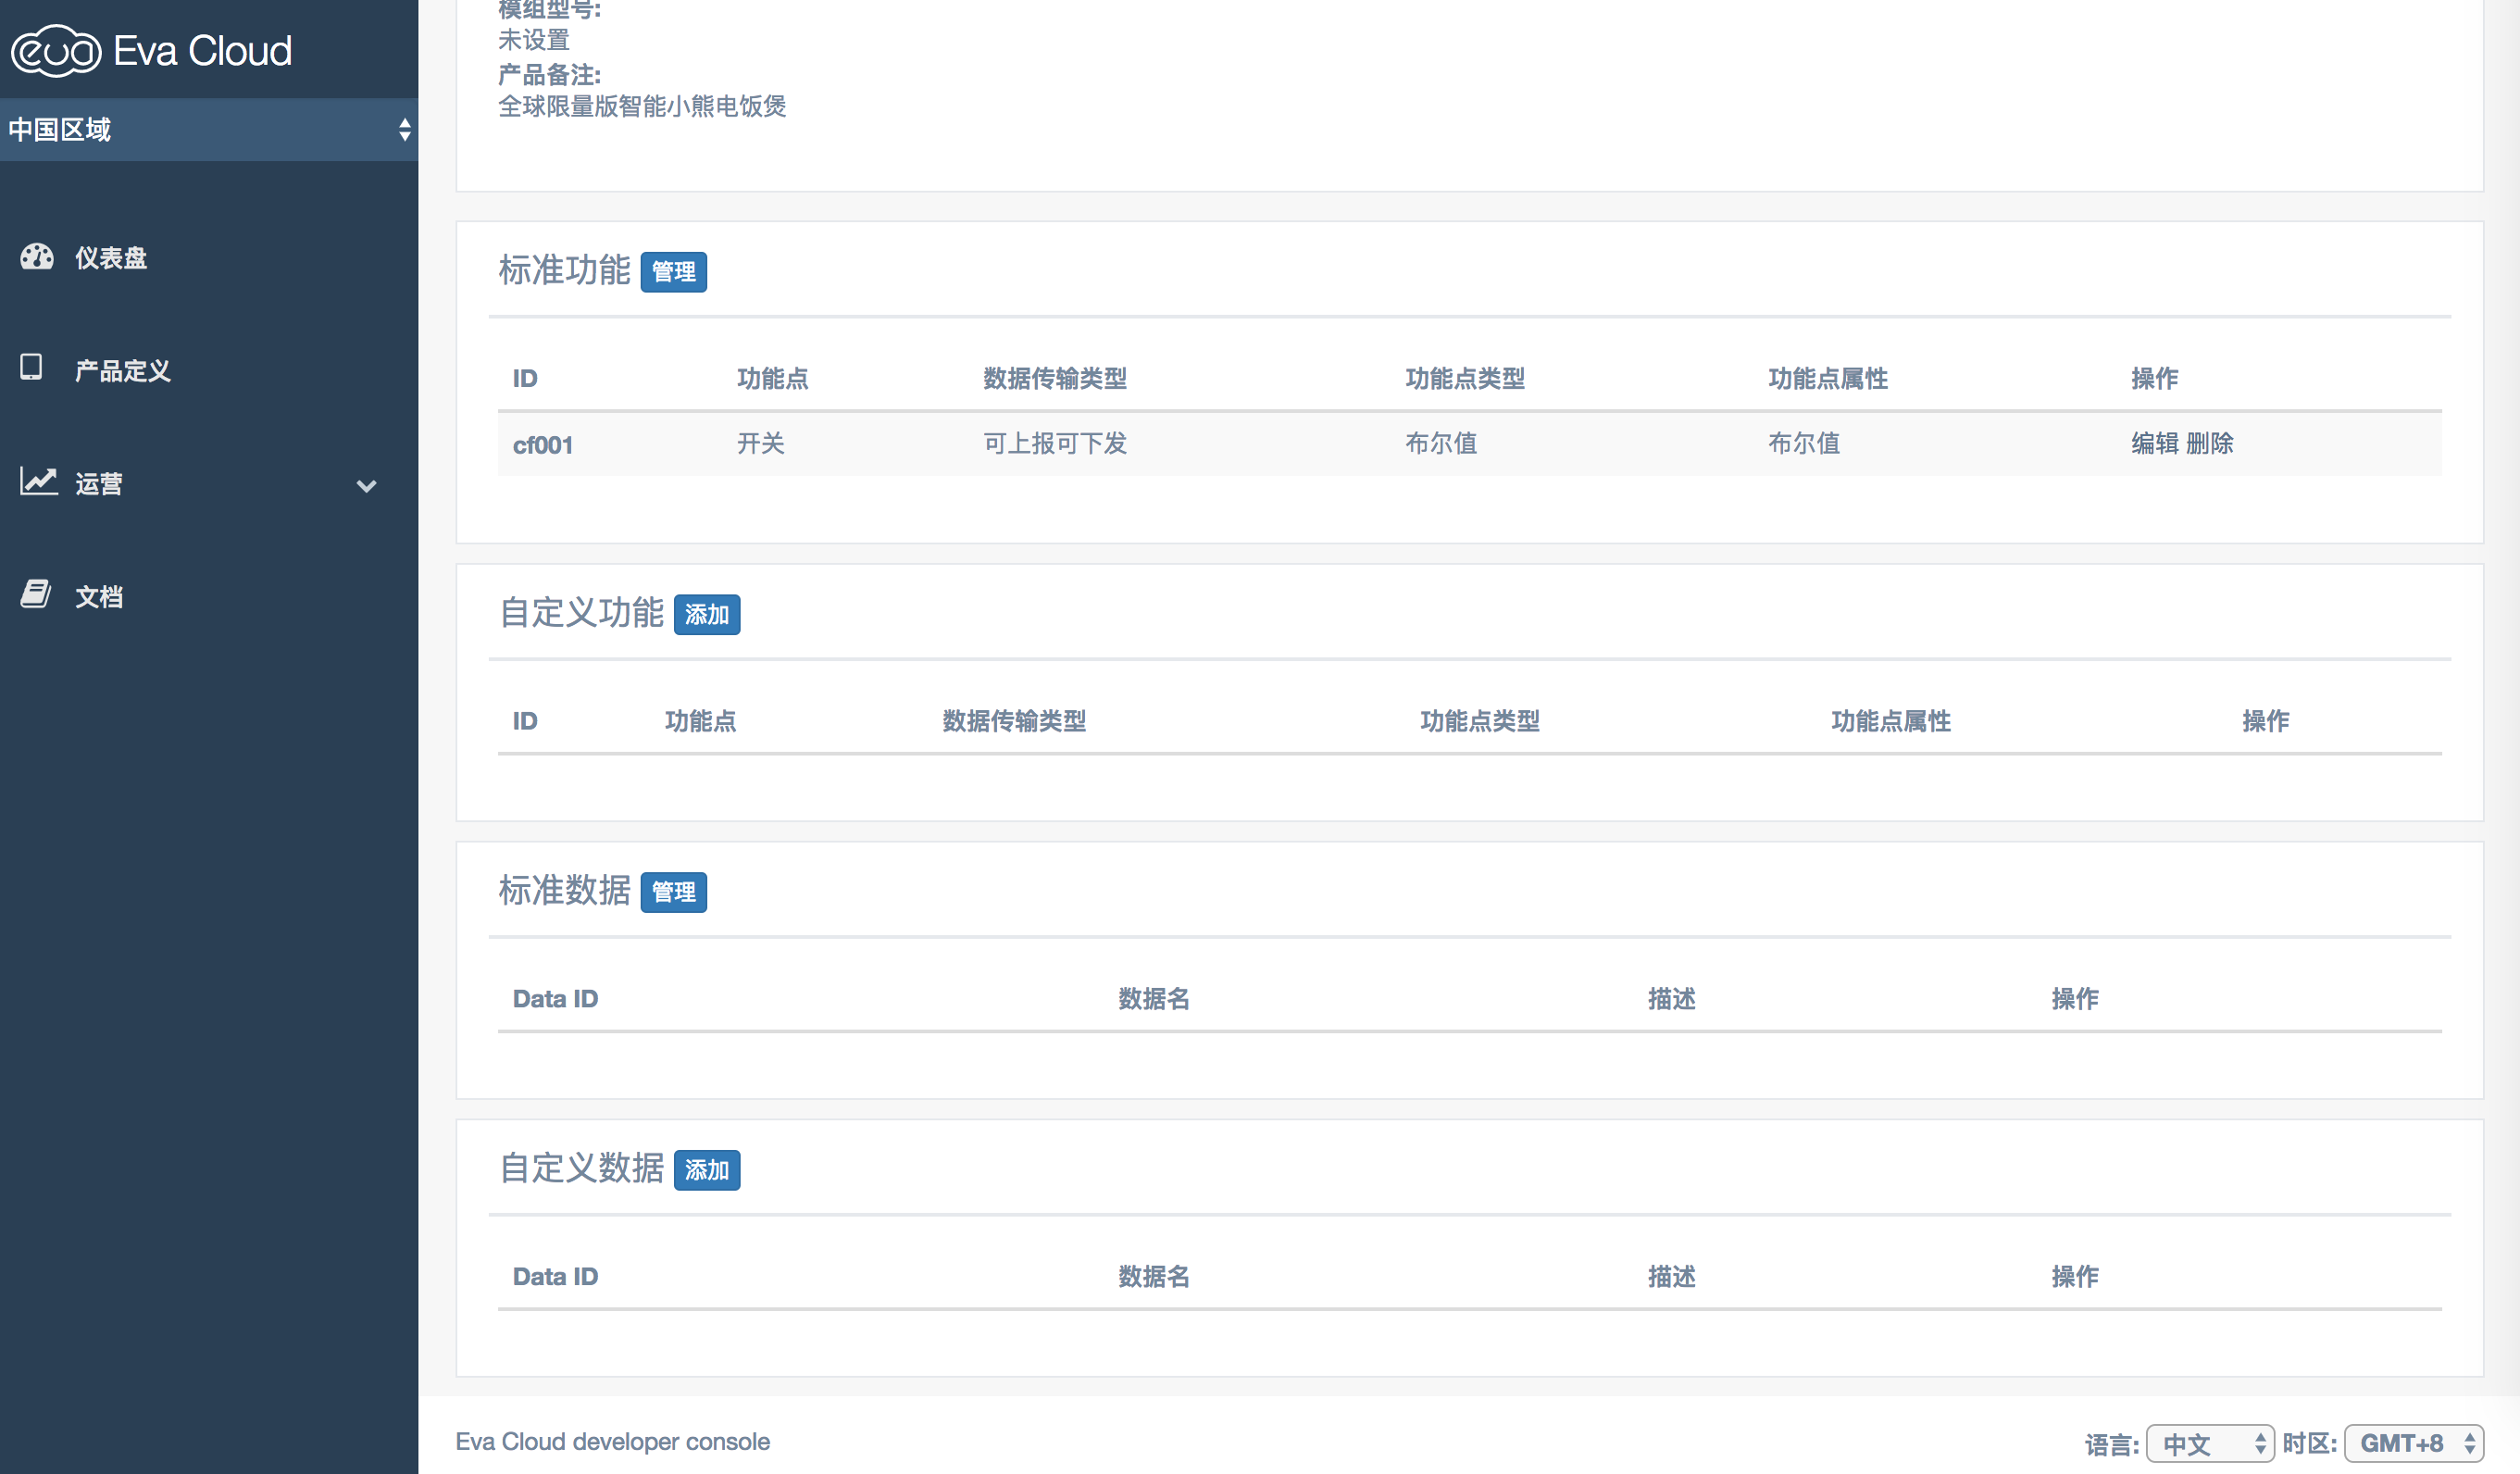 eva Eva Cloud
中国区域
仪表盘
产品定义
运营
文档
模组型号:
未设置
产品备注:
全球限量版智能小熊电饭煲
标准功能 管理
ID 功能点 数据传输类型 功能点类型 功能点属性 操作
cf001 开关 可上报可下发 布尔值 布尔值 编辑 删除
自定义功能 添加
ID 功能点 数据传输类型 功能点类型 功能点属性 操作
标准数据 管理
Data ID 数据名 描述 操作
自定义数据 添加
Data ID 数据名 描述 操作
Eva Cloud developer console 语言: 中文 时区: GMT+8